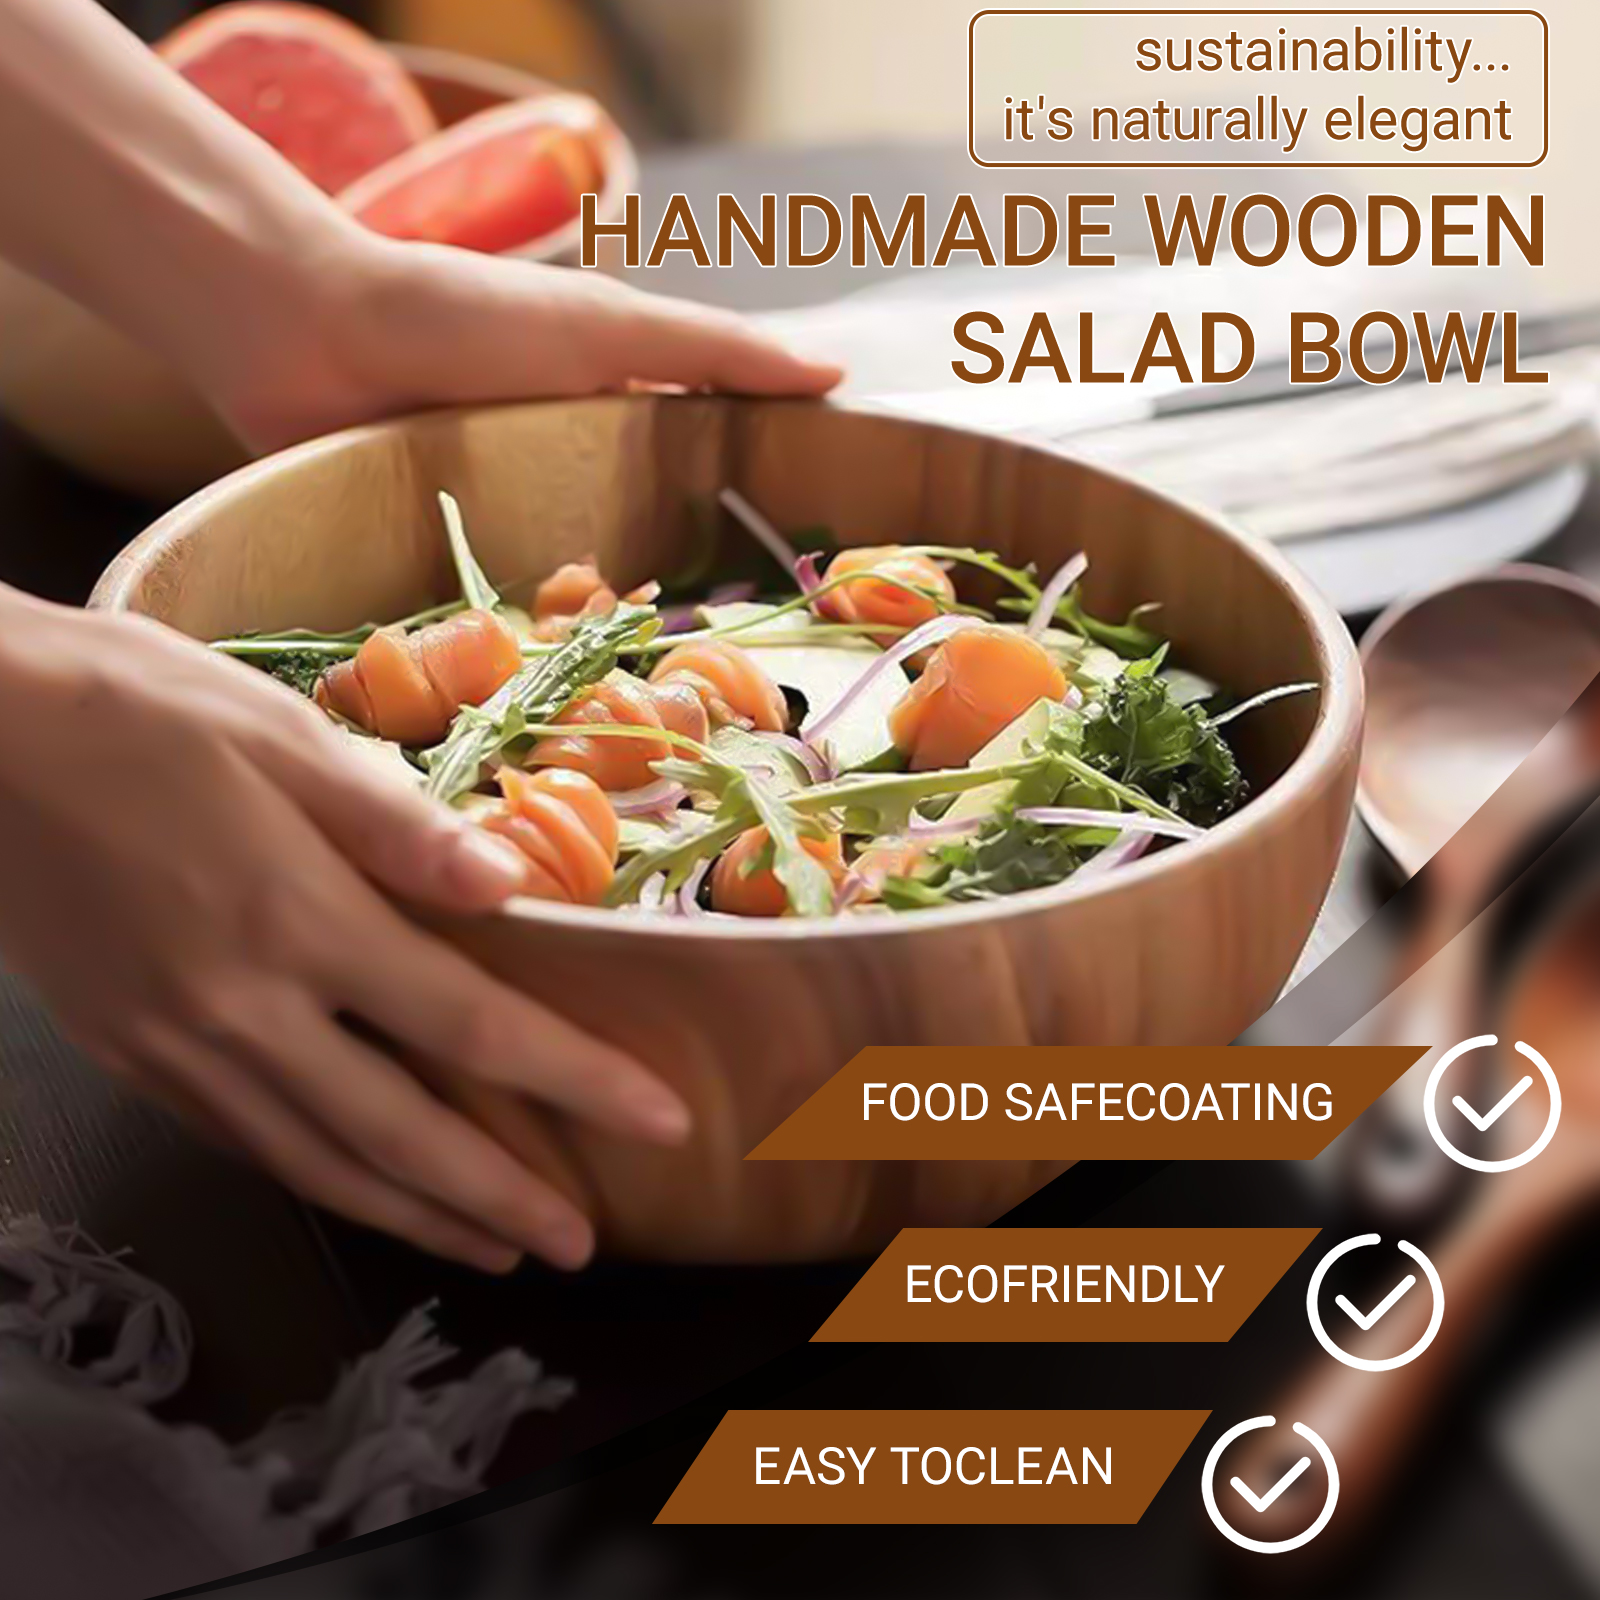 sustainability...
it's naturally elegant
HANDMADE WOODEN
SALAD BOWL
FOOD SAFECOATING
ECOFRIENDLY
EASY TOCLEAN